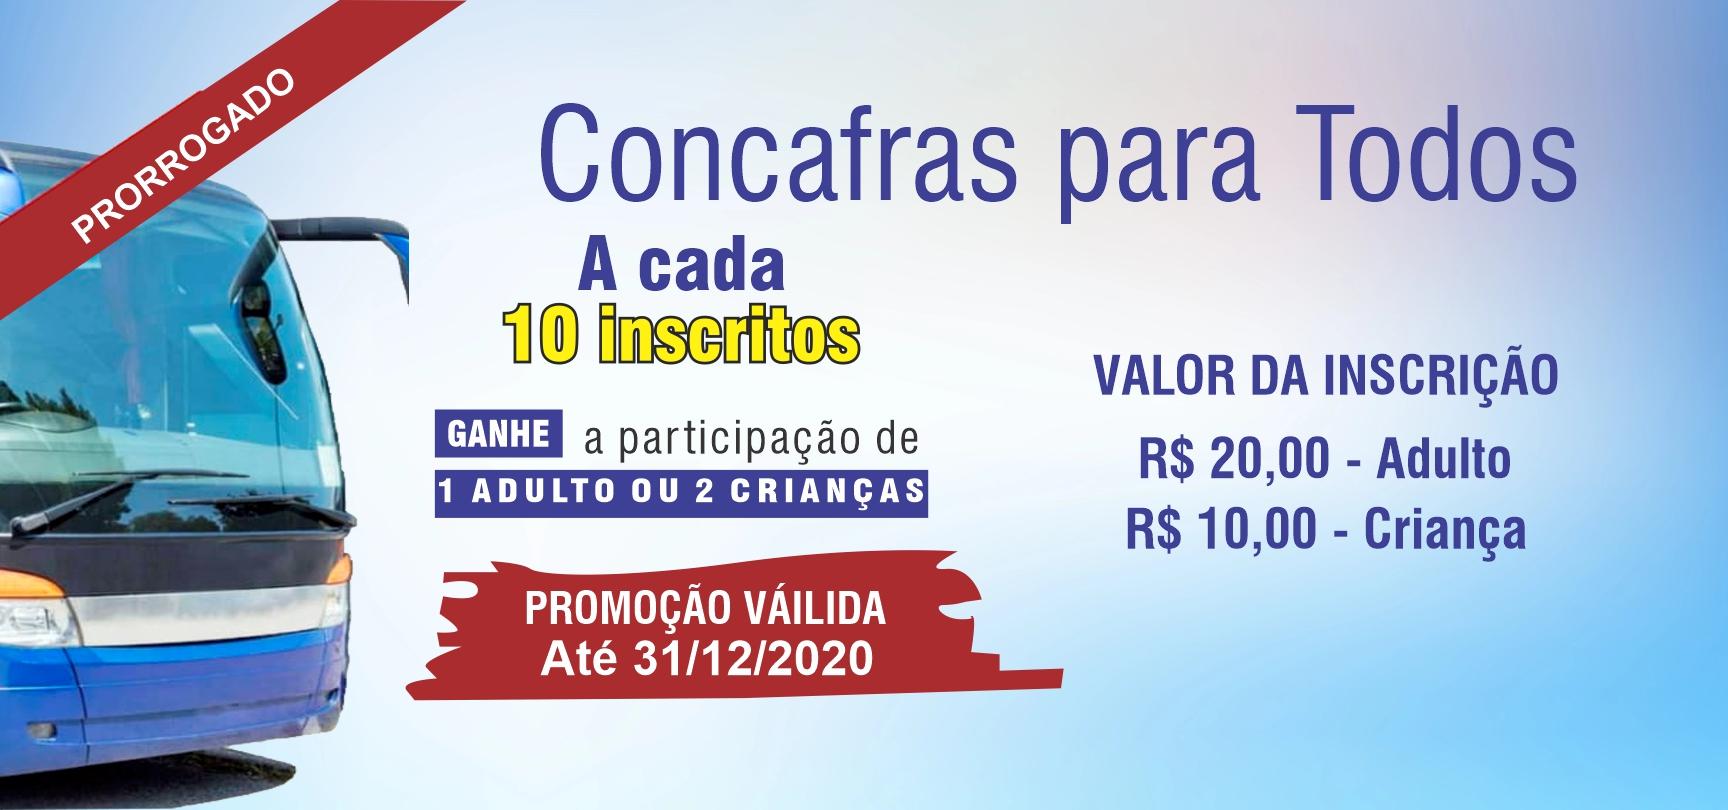 PRORROGADO
Concafras para Todos
A cada
10 inscritos
GANHE a participação de
1 ADULTO OU 2 CRIANÇAS
PROMOÇÃO VÁILIDA
Até 31/12/2020
VALOR DA INSCRIÇÃO
R$ 20,00 - Adulto
R$ 10,00 - Criança